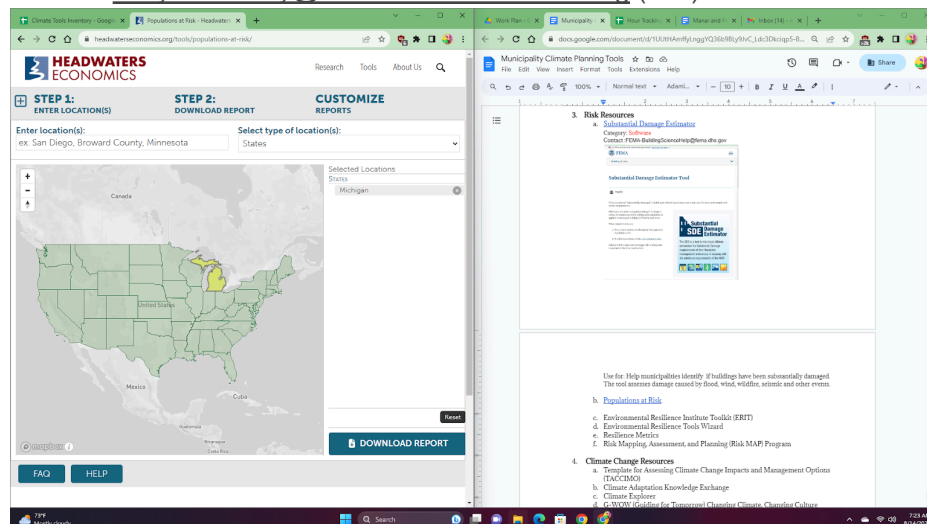 Climate Tools Inventory - Google
Populations at Risk - Headwaters
headwaterseconomics.org/tools/populations-at-risk/
HEADWATERS
ECONOMICS
Research Tools About Us
STEP 1:
ENTER LOCATION(S)
STEP 2:
DOWNLOAD REPORT
CUSTOMIZE
REPORTS
Enter location(s):
ex: San Diego, Broward County, Minnesota
Select type of location(s):
States
Canada
United States
Mexico
Cuba
Guatemala
Nicaragua
Costa Rica
mapbox
Selected Locations
STATES
Michigan
Reset
DOWNLOAD REPORT
FAQ
HELP
Work Plan - G
Municipality
Hour Tracking
Manar and Fr
Inbox (14) -
Municipality Climate Planning Tools
File Edit View Insert Format Tools Extensions Help
Share
100% Normal text Adami... 10 B I U A
3. Risk Resources
a. Substantial Damage Estimator
Category: Software
Contact: FEMA-BuildingScienceHelp@fema.dhs.gov
FEMA
Substantial Damage Estimator Tool
Substantial
SDE Damage
Estimator
Use for: Help municipalities identify if buildings have been substantially damaged.
The tool assesses damage caused by flood, wind, wildfire, seismic and other events.
b. Populations at Risk
c. Environmental Resilience Institute Toolkit (ERIT)
d. Environmental Resilience Tools Wizard
e. Resilience Metrics
f. Risk Mapping, Assessment, and Planning (Risk MAP) Program
4. Climate Change Resources
a. Template for Assessing Climate Change Impacts and Management Options
(TACCIMO)
b. Climate Adaptation Knowledge Exchange
c. Climate Explorer
d. G-WOW (Guiding for Tomorrow) Changing Climate, Changing Culture
73°F
Mostly cloudy
Search
7:23 AM